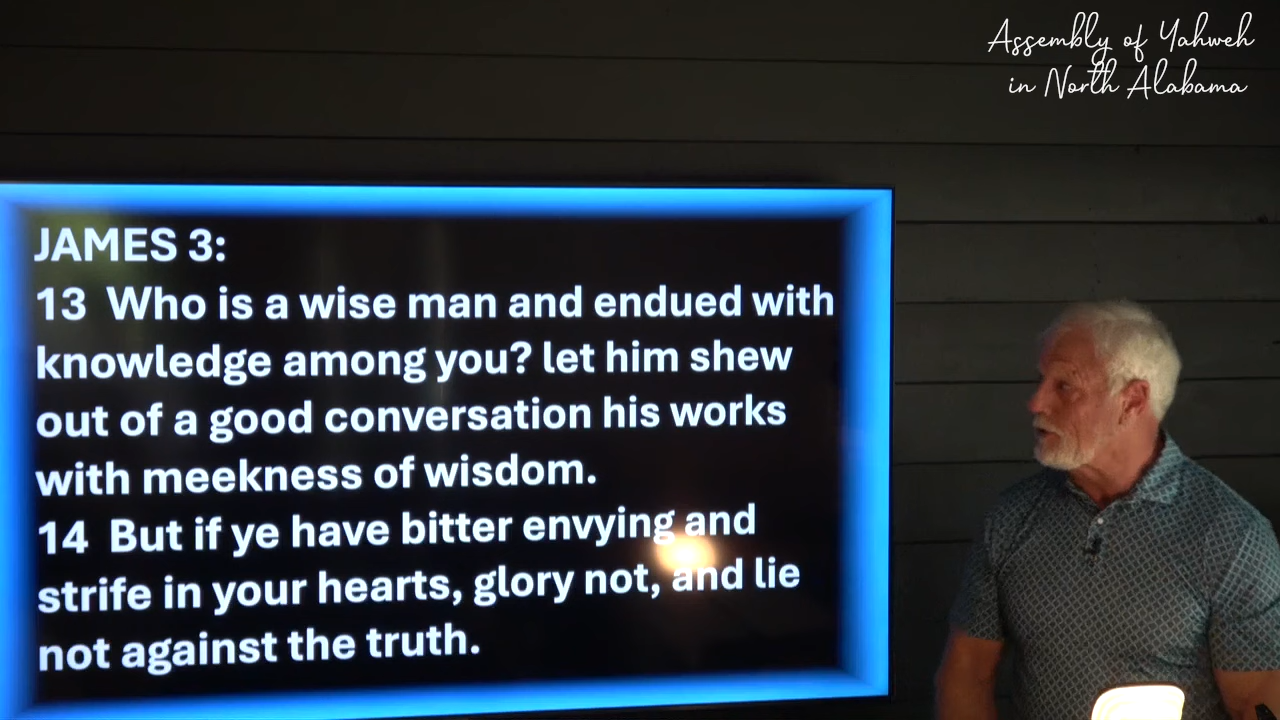 Assembly of Yahweh
in North Alabama
JAMES 3:
13 Who is a wise man and endued with
knowledge among you? let him shew
out of a good conversation his works
with meekness of wisdom.
14 But if ye have bitter envying and
strife in your hearts, glory not, and lie
not against the truth.